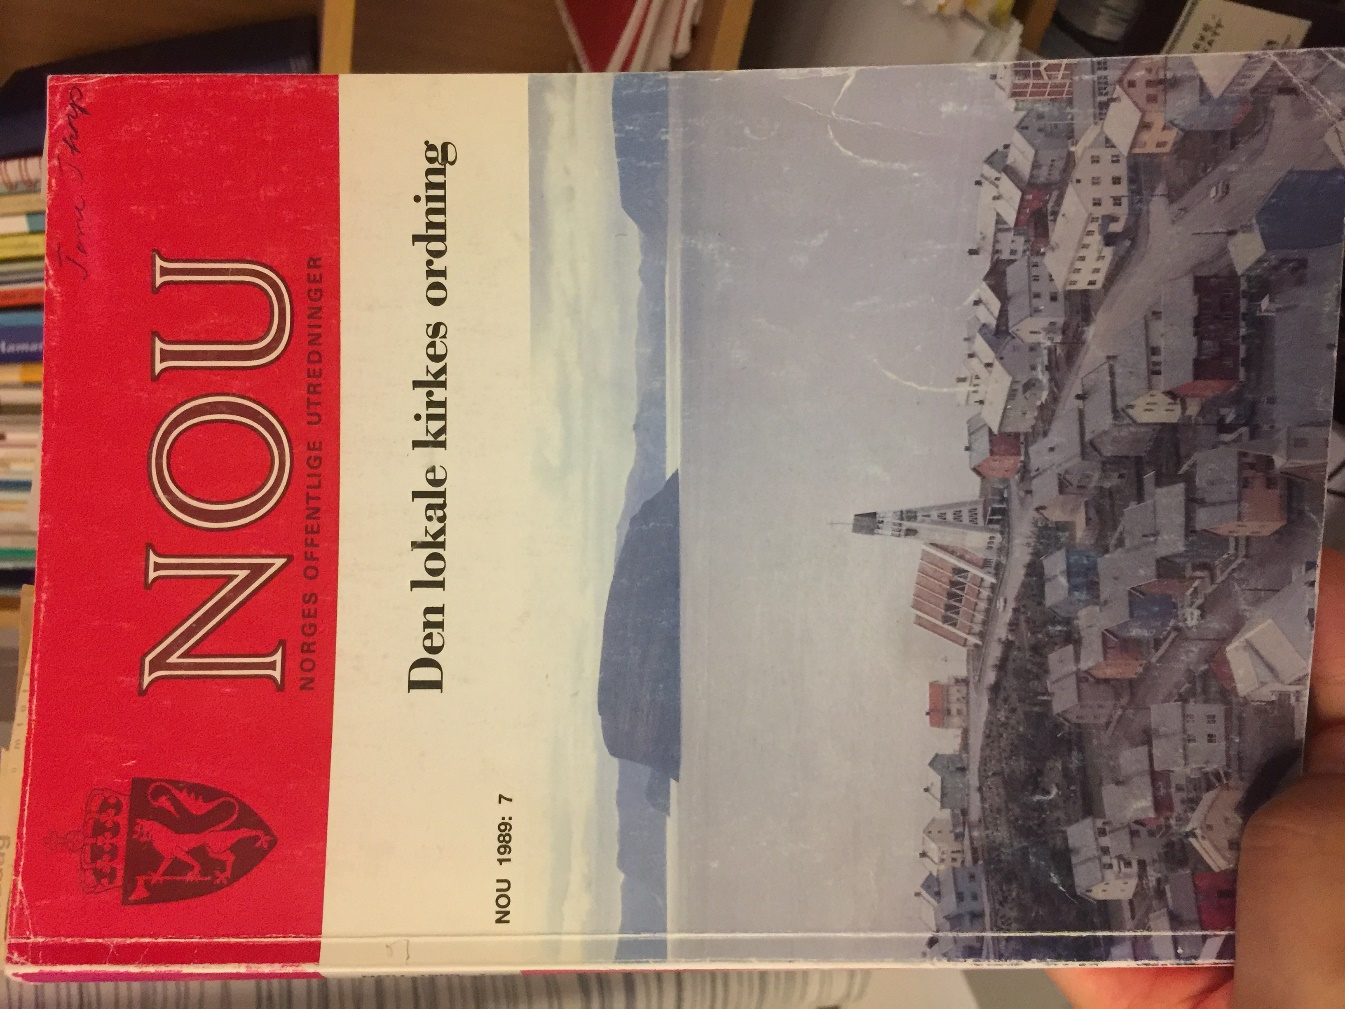 NOU
NORGES OFFENTLIGE UTREDNINGER
Den lokale kirkes ordning
NOU 1989: 7